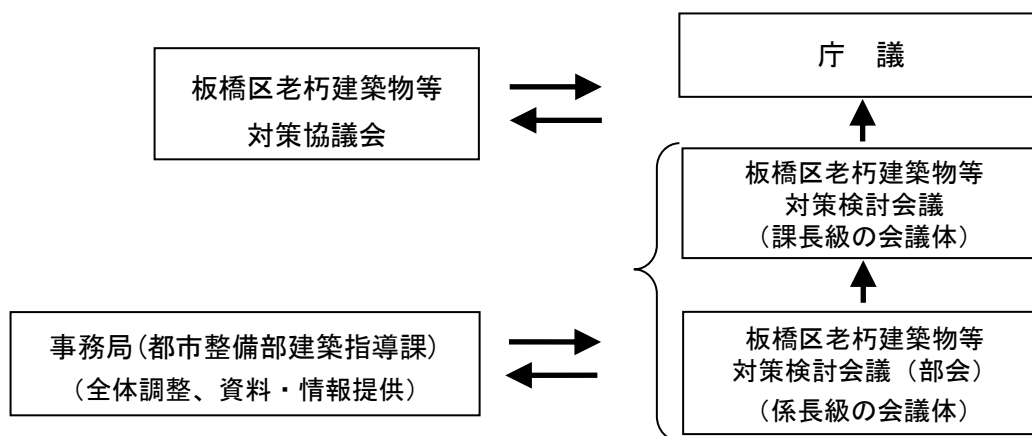 庁　議
板橋区老朽建築物等
対策協議会
板橋区老朽建築物等
対策検討会議
（課長級の会議体）
事務局(都市整備部建築指導課)
（全体調整、資料・情報提供）
板橋区老朽建築物等
対策検討会議（部会）
（係長級の会議体）